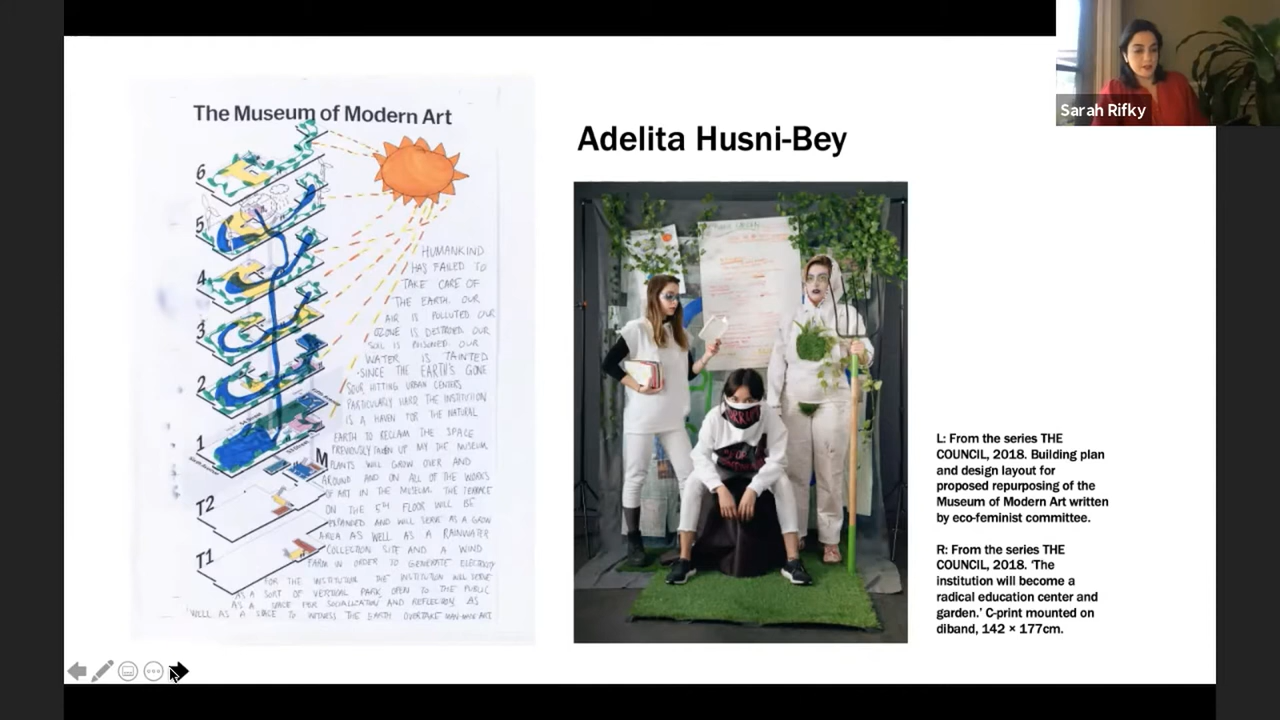 Sarah Rifky
The Museum of Modern Art
6
5
4
3
2
1
M
T2
T1
HUMANKIND
HAS FAILED TO
TAKE CARE OF
THE EARTH. OUR
AIR IS POLLUTED OUR
OZONE IS DESTROYED OUR
SOIL IS POISONED. OUR
WATER IS TAINTED
SINCE THE EARTH'S GONE
SOUR HITTING URBAN CENTERS
PARTICULARLY HARD THE INSTITUTION
IS A HAVEN FOR THE NATURAL
EARTH TO RECLAIM THE SPACE
PREVIOUSLY TAKEN UP MY THE MUSEUM.
PLANTS WILL GROW OVER AND
AROUND AND ON ALL OF THE WORKS
OF ART IN THE MUSEUM. THE TERRACE
ON THE 5TH FLOOR WILL BE
EXPANDED AND WILL SERVE AS A GROW
AREA AS WELL AS A RAINWATER
COLLECTION SITE AND A WIND
FARM IN ORDER TO GENERATE ELECTRICITY
FOR THE INSTITUTION. THE INSTITUTION WILL SERVE
AS A SORT OF VERTICAL PARK OPEN TO THE PUBLIC
AS A SPACE FOR SOCIALIZATION AND REFLECTION AS
WELL AS A SPACE TO WITNESS THE EARTH OVERTAKE MAN-MAN ART
Adelita Husni-Bey
L: From the series THE
COUNCIL, 2018. Building plan
and design layout for
proposed repurposing of the
Museum of Modern Art written
by eco-feminist committee.
R: From the series THE
COUNCIL, 2018. 'The
institution will become a
radical education center and
garden.' C-print mounted on
diband, 142 × 177cm.